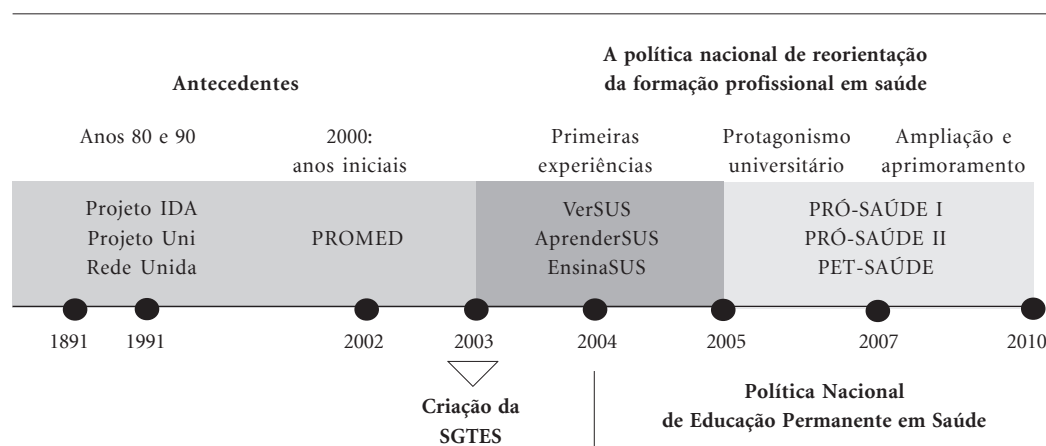 Antecedentes
A política nacional de reorientação
da formação profissional em saúde
Anos 80 e 90
2000:
anos iniciais
Primeiras
experiências
Protagonismo
universitário
Ampliação e
aprimoramento
Projeto IDA
Projeto Uni
Rede Unida
PROMED
VerSUS
AprenderSUS
EnsinaSUS
PRÓ-SAÚDE I
PRÓ-SAÚDE II
PET-SAÚDE
1891
1991
2002
2003
2004
2005
2007
2010
Criação da
SGTES
Política Nacional
de Educação Permanente em Saúde